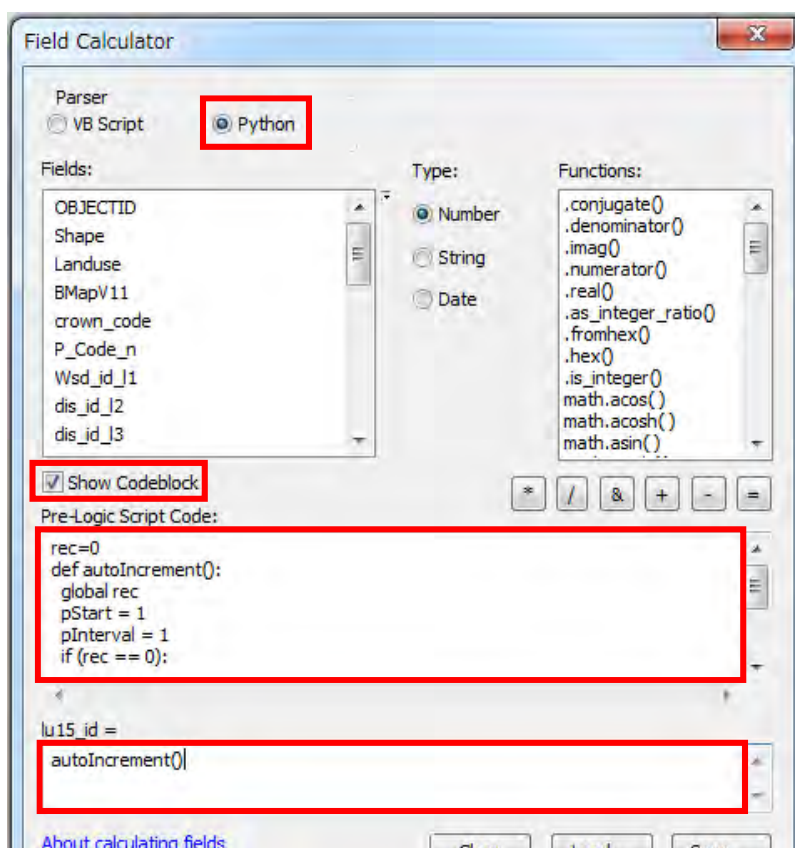 Field Calculator
Parser
VB Script
Python
Fields:
Type:
Functions:
OBJECTID
Shape
Landuse
BMapV11
crown_code
P_Code_n
Wsd_id_l1
dis_id_l2
dis_id_l3
Number
String
Date
.conjugate()
.denominator()
.imag()
.numerator()
.real()
.as_integer_ratio()
.fromhex()
.hex()
.is_integer()
math.acos( )
math.acosh( )
math.asin( )
Show Codeblock
* / & + - =
Pre-Logic Script Code:
rec=0
def autoIncrement():
global rec
pStart = 1
pInterval = 1
if (rec == 0):
lu15_id =
autoIncrement()
About calculating fields